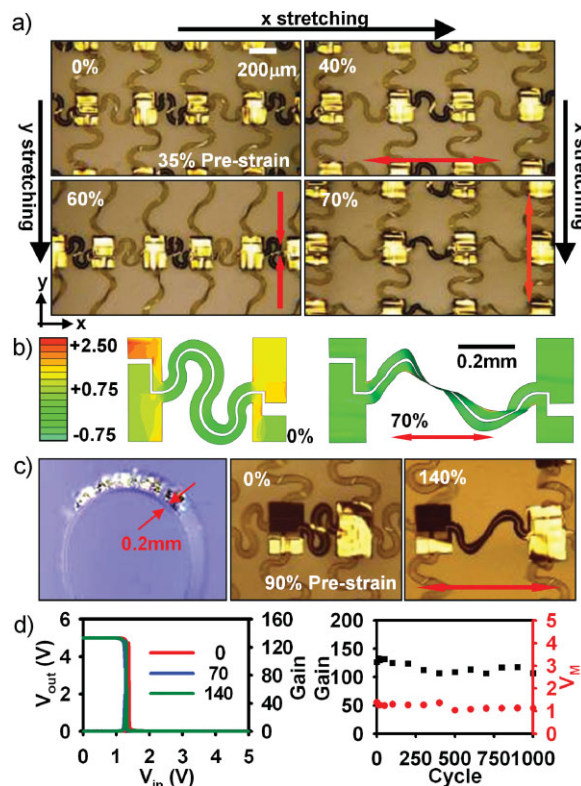 x stretching
a)
0%
200μm
35% Pre-strain
40%
y stretching
x stretching
60%
70%
y
x
b)
+2.50
+0.75
-0.75
0%
0.2mm
70%
c)
0.2mm
0%
90% Pre-strain
140%
d)
6
4
2
0
Vout (V)
160
120
80
40
0
Gain
0
70
140
0 1 2 3 4 5
Vin (V)
200
150
100
50
0
Gain
5
4
3
2
1
0
VM
0 250 500 750 1000
Cycle